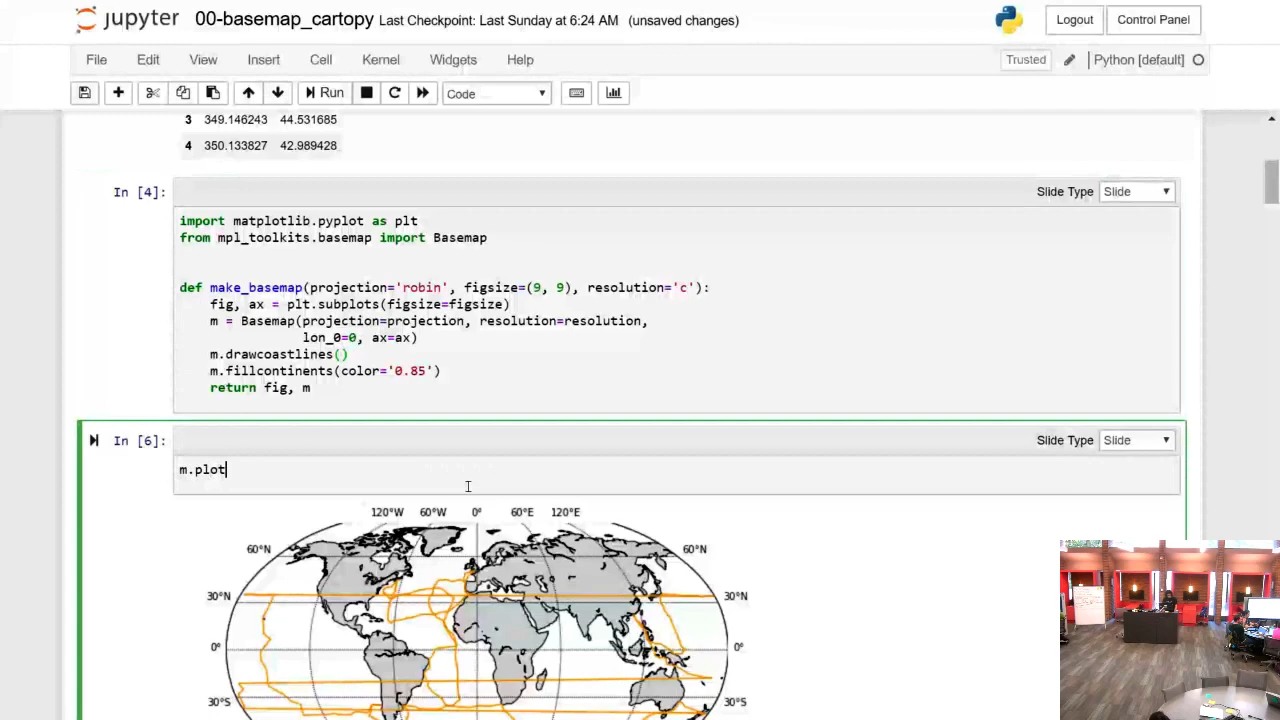 jupyter 00-basemap_cartopy Last Checkpoint: Last Sunday at 6:24 AM (unsaved changes) Logout Control Panel
File Edit View Insert Cell Kernel Widgets Help Trusted Python [default]
Run Code
3 349.146243 44.531685
4 350.133827 42.989428
In [4]: Slide Type Slide
import matplotlib.pyplot as plt
from mpl_toolkits.basemap import Basemap
def make_basemap(projection='robin', figsize=(9, 9), resolution='c'):
fig, ax = plt.subplots(figsize=figsize)
m = Basemap(projection=projection, resolution=resolution,
lon_0=0, ax=ax)
m.drawcoastlines()
m.fillcontinents(color='0.85')
return fig, m
In [6]: Slide Type Slide
m.plot
120°W 60°W 0° 60°E 120°E
60°N 60°N
30°N 30°N
0° 0°
30°S 30°S